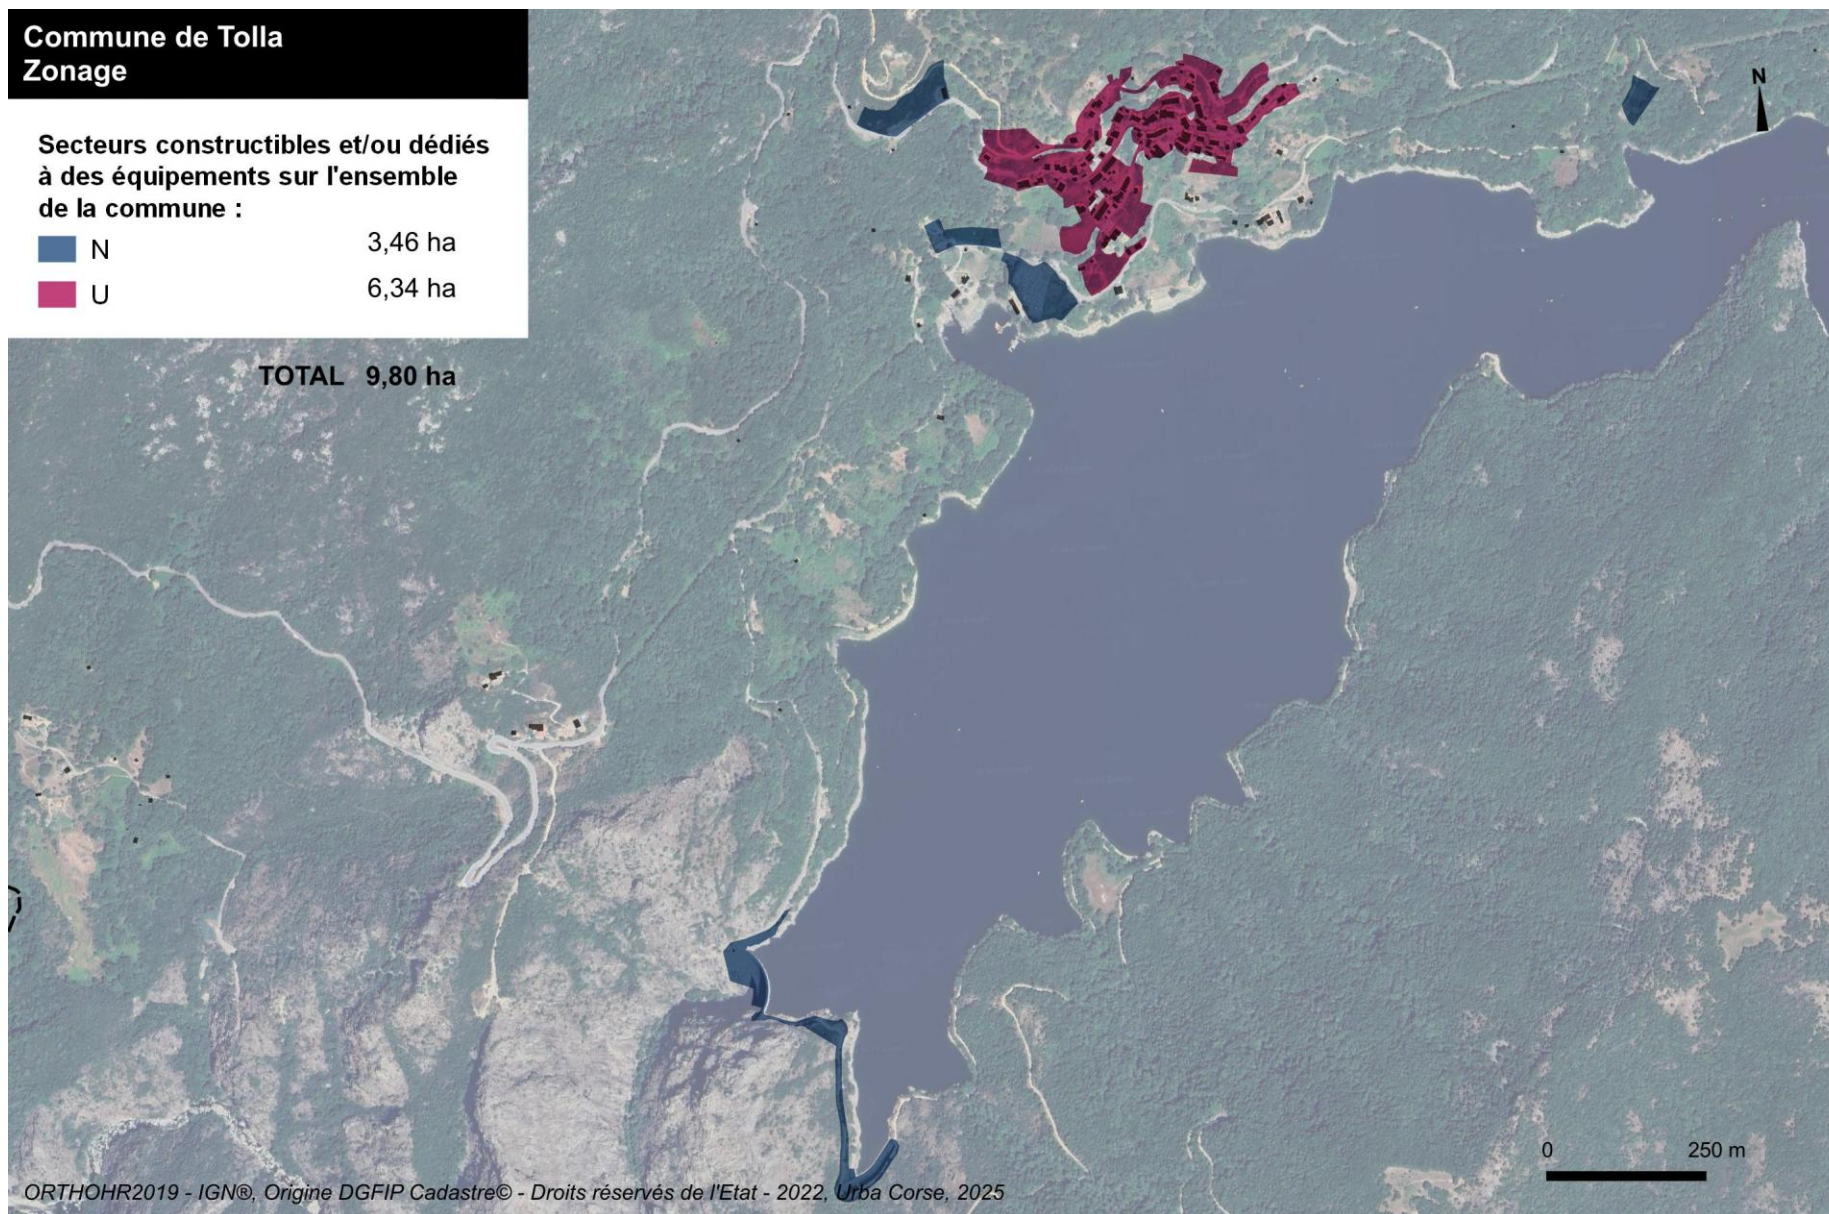 Commune de Tolla
Zonage
Secteurs constructibles et/ou dédiés
à des équipements sur l'ensemble
de la commune :
N 3,46 ha
U 6,34 ha
TOTAL 9,80 ha
N
0 250 m
ORTHOHR2019 - IGN®, Origine DGFIP Cadastre© - Droits réservés de l'Etat - 2022, Urba Corse, 2025